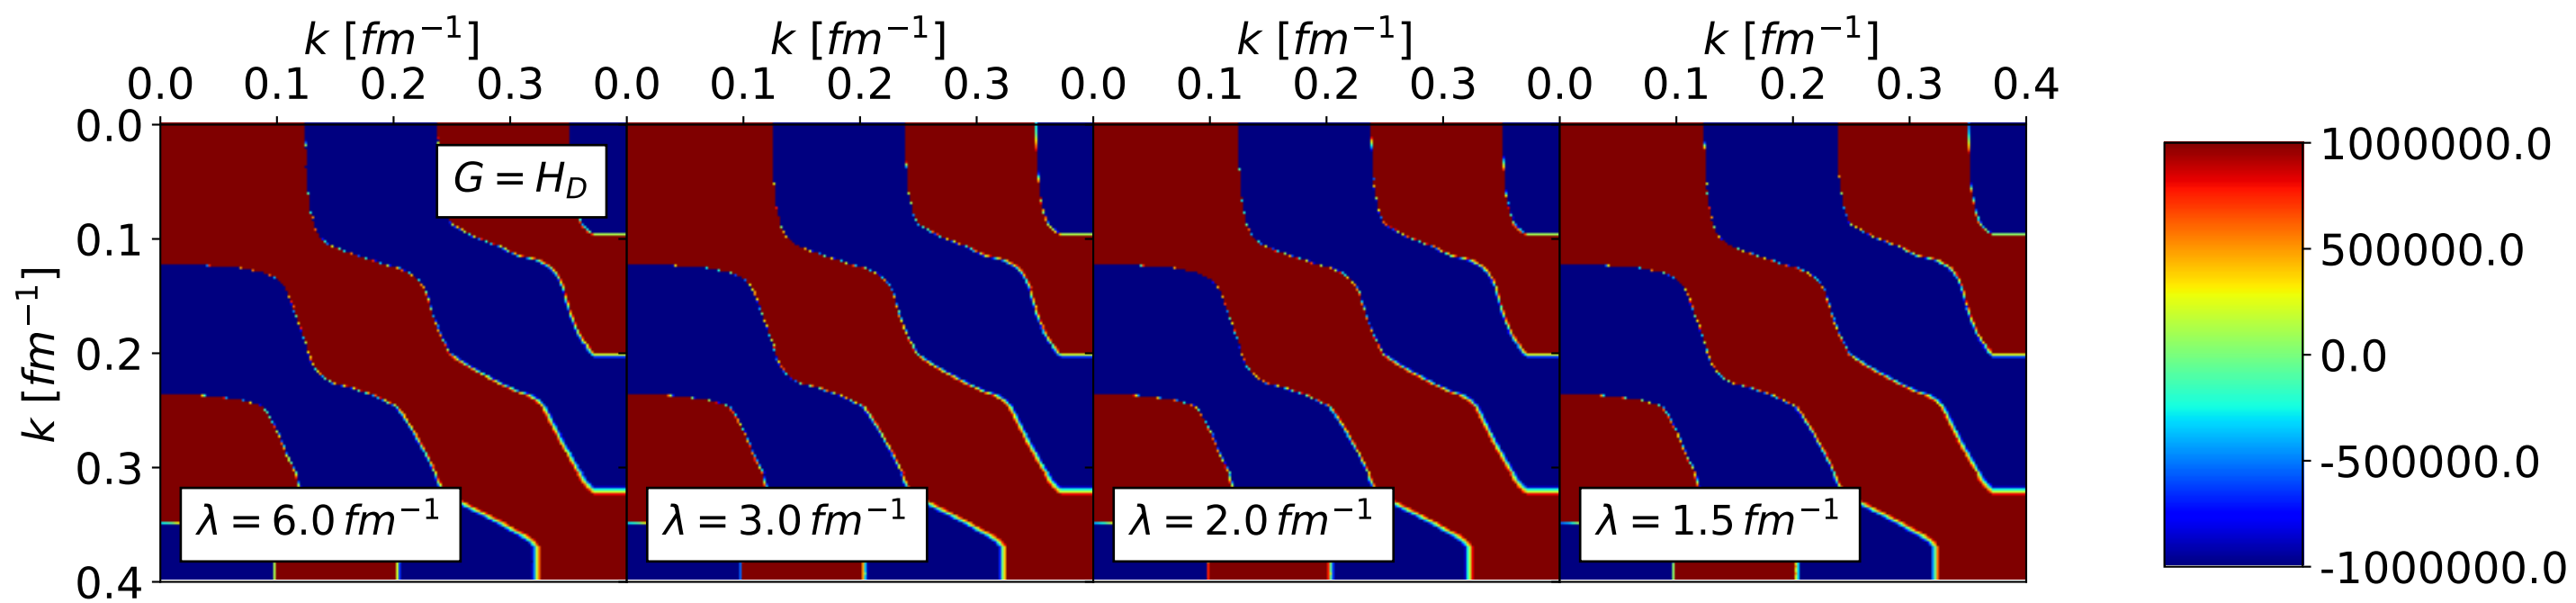 k [fm⁻¹] k [fm⁻¹] k [fm⁻¹] k [fm⁻¹]
0.0 0.1 0.2 0.3 0.0 0.1 0.2 0.3 0.0 0.1 0.2 0.3 0.0 0.1 0.2 0.3 0.4
0.0
0.1
0.2
0.3
0.4
k [fm⁻¹]
G = H_D
λ = 6.0 fm⁻¹
λ = 3.0 fm⁻¹
λ = 2.0 fm⁻¹
λ = 1.5 fm⁻¹
1000000.0
500000.0
0.0
-500000.0
-1000000.0